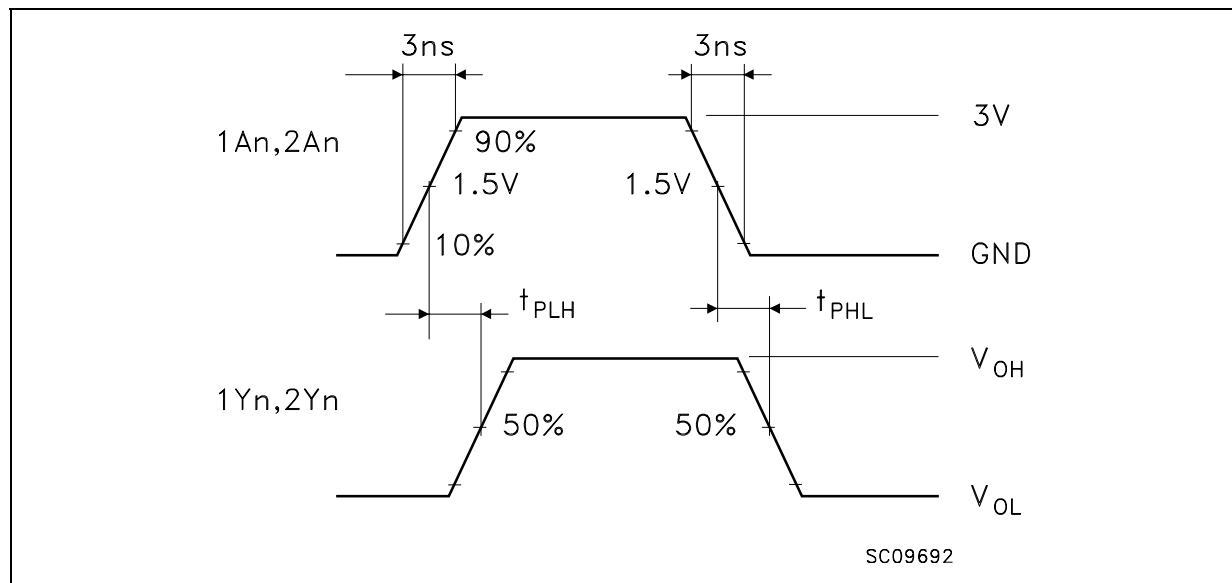 3ns 3ns
3V
1An,2An
90%
1.5V 1.5V
10%
GND
tPLH tPHL
VOH
1Yn,2Yn
50% 50%
VOL
SC09692